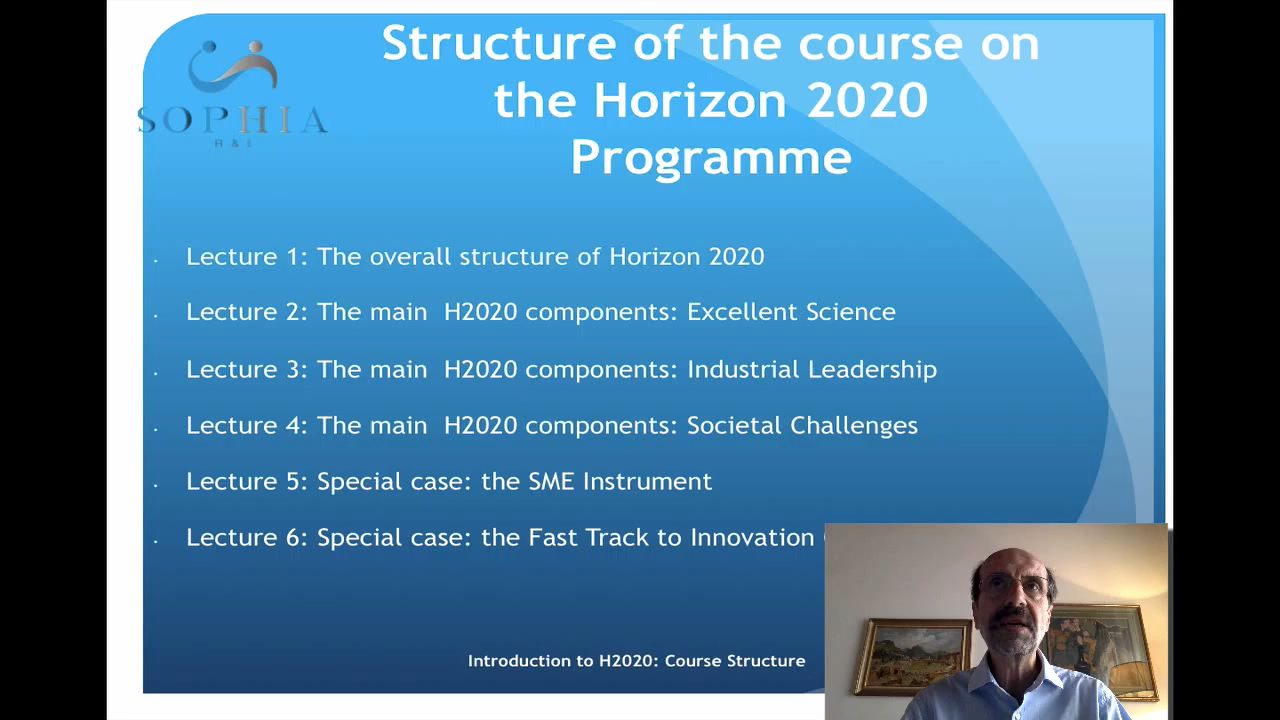 Structure of the course on
the Horizon 2020
Programme
SOPHIA
R & I
Lecture 1: The overall structure of Horizon 2020
Lecture 2: The main H2020 components: Excellent Science
Lecture 3: The main H2020 components: Industrial Leadership
Lecture 4: The main H2020 components: Societal Challenges
Lecture 5: Special case: the SME Instrument
Lecture 6: Special case: the Fast Track to Innovation
Introduction to H2020: Course Structure